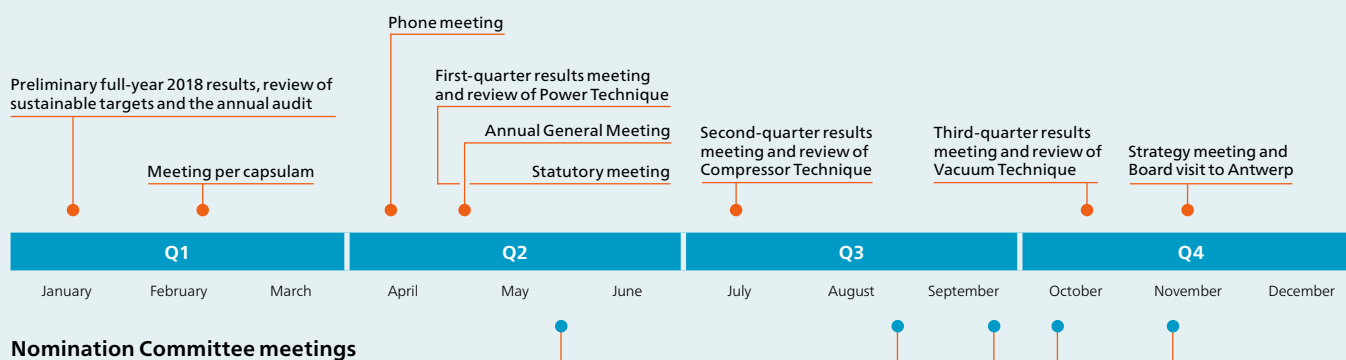 Phone meeting
Preliminary full-year 2018 results, review of
sustainable targets and the annual audit
First-quarter results meeting
and review of Power Technique
Annual General Meeting
Second-quarter results
meeting and review of
Compressor Technique
Third-quarter results
meeting and review of
Vacuum Technique
Strategy meeting and
Board visit to Antwerp
Meeting per capsulam
Statutory meeting
Q1 Q2 Q3 Q4
January February March April May June July August September October November December
Nomination Committee meetings